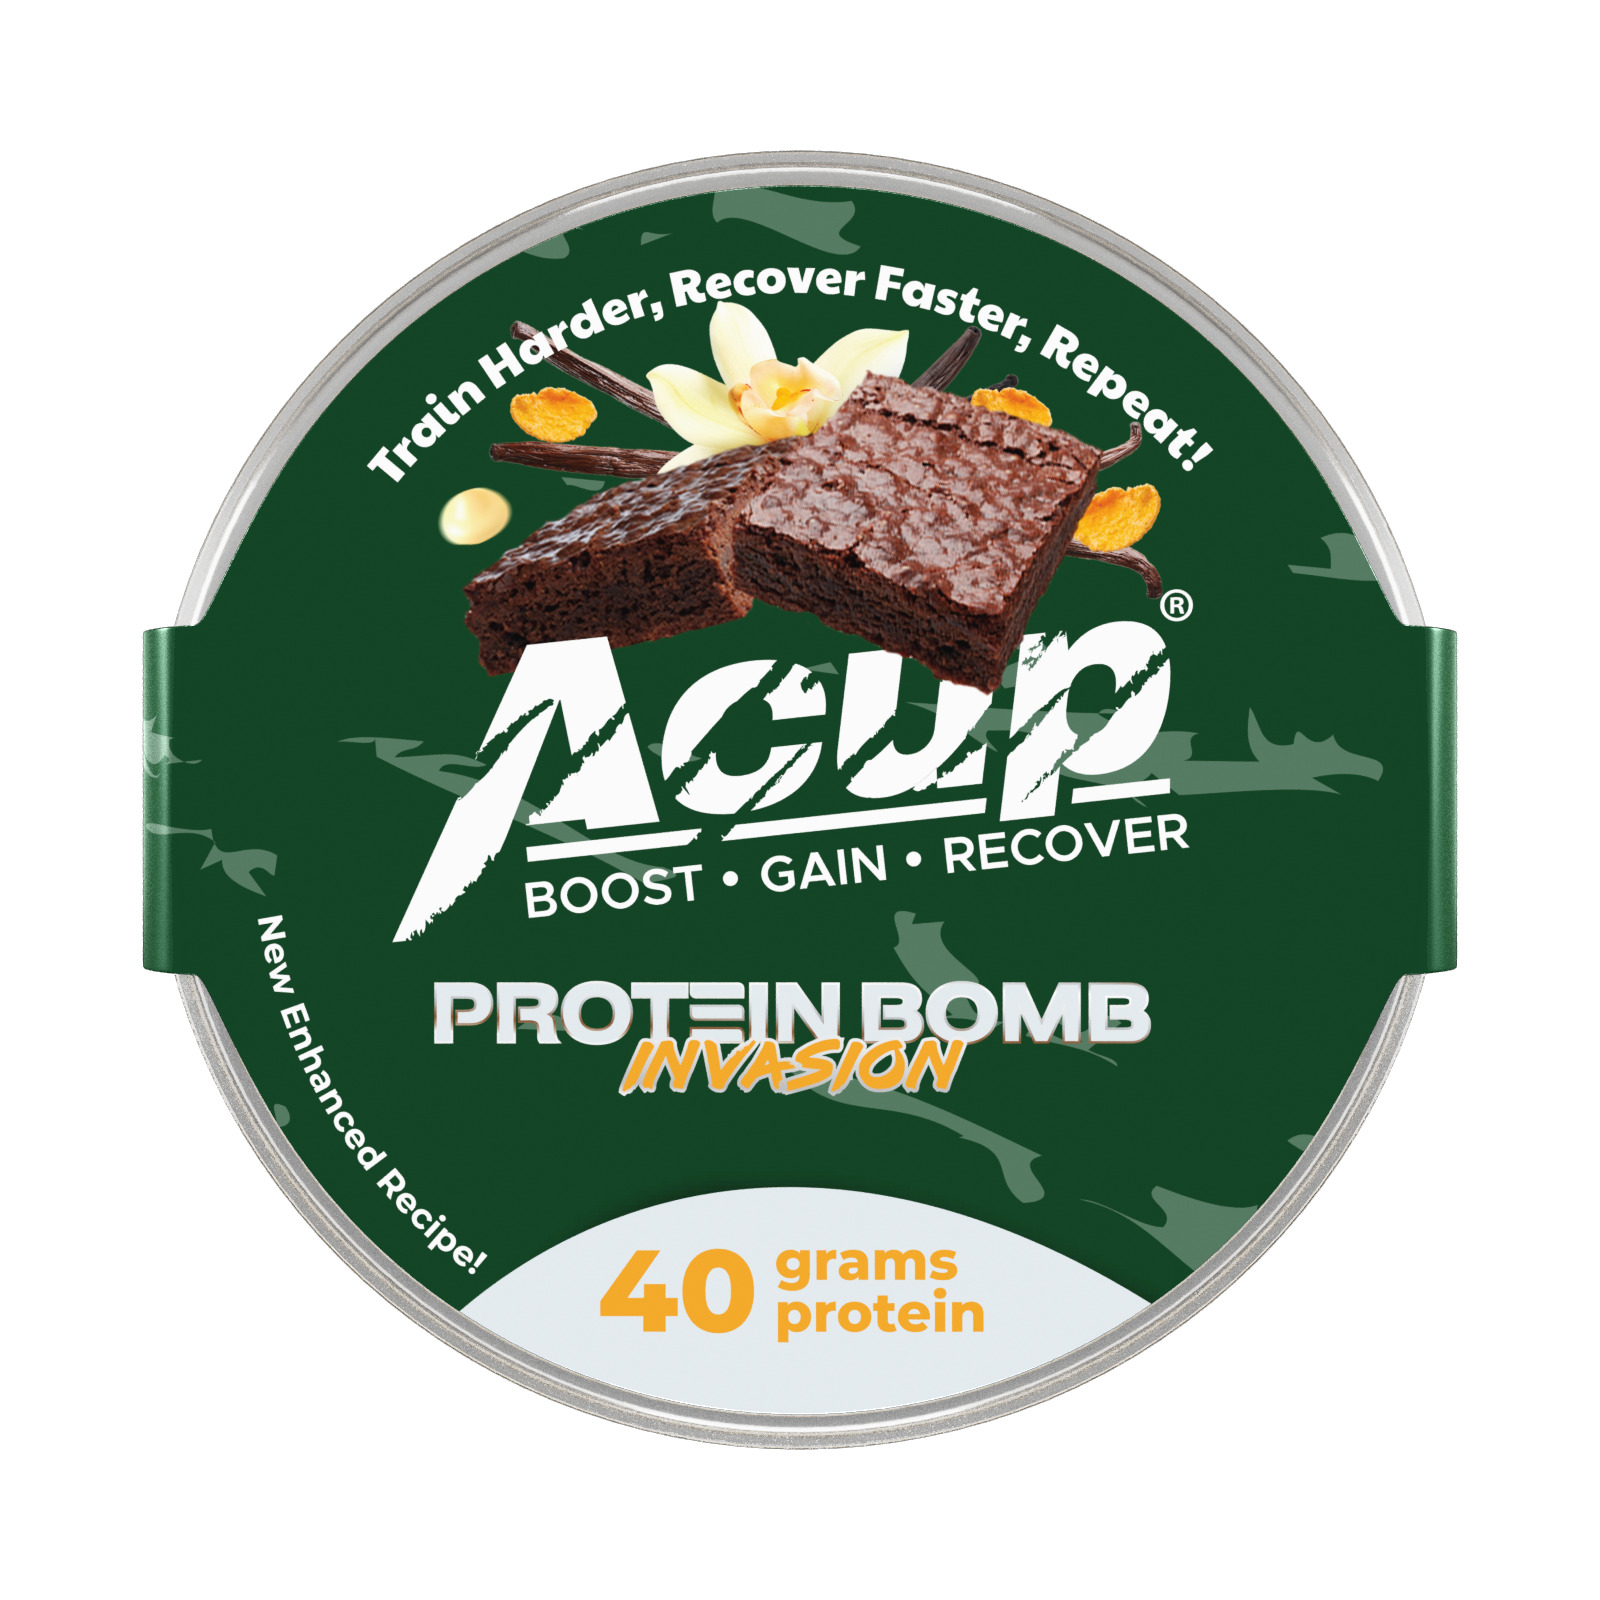 Train Harder, Recover Faster, Repeat!
Acup®
BOOST • GAIN • RECOVER
PROTEIN BOMB
INVASION
New Enhanced Recipe!
40 grams
protein